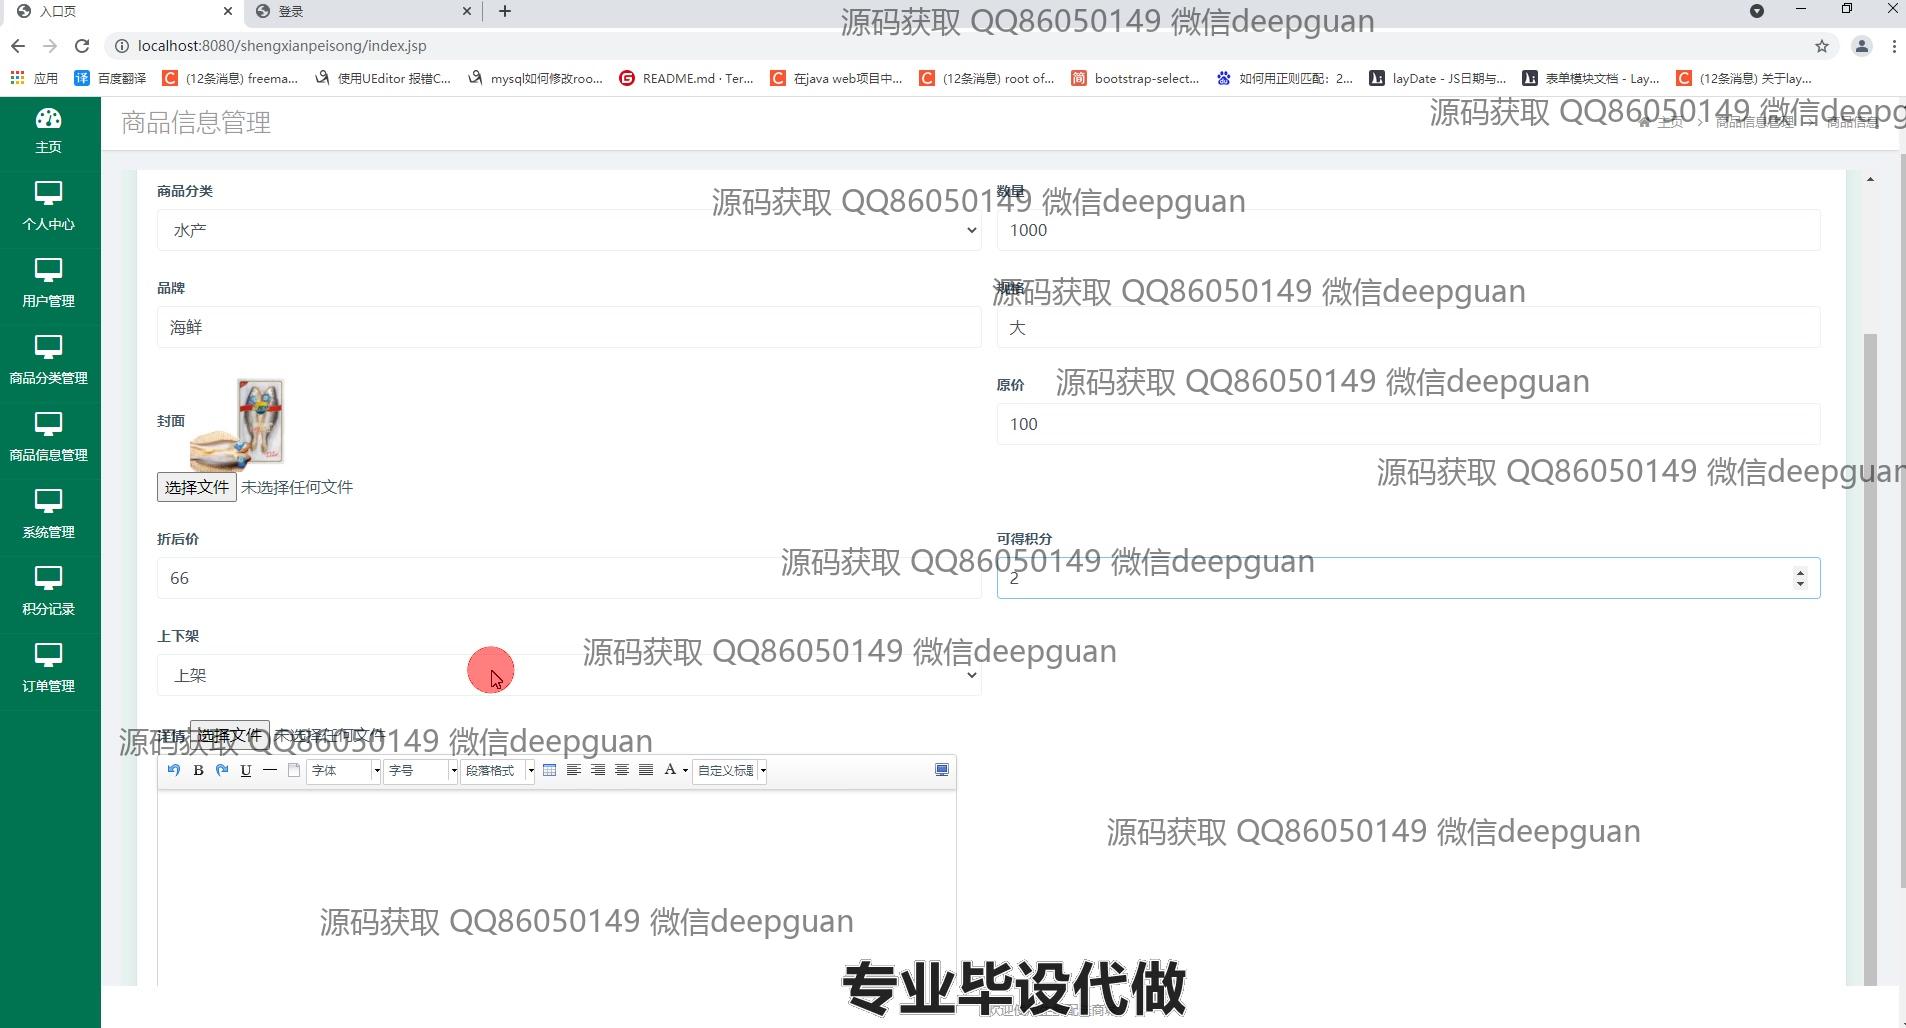 入口页
登录
源码获取 QQ86050149 微信deepguan
localhost:8080/shengxianpeisong/index.jsp
应用
百度翻译
(12条消息) freema...
使用UEditor 报错C...
mysql如何修改roo...
README.md · Ter...
在java web项目中...
(12条消息) root of...
bootstrap-select...
如何用正则匹配：2...
layDate - JS日期与...
表单模块文档 - Lay...
(12条消息) 关于lay...
主页
个人中心
用户管理
商品分类管理
商品信息管理
系统管理
积分记录
订单管理
商品信息管理
源码获取 QQ86050149 微信deepg
主页
商品信息管理
商品信息
商品分类
数量
源码获取 QQ86050149 微信deepguan
水产
1000
品牌
规格
源码获取 QQ86050149 微信deepguan
海鲜
大
封面
原价
源码获取 QQ86050149 微信deepguan
100
选择文件 未选择任何文件
源码获取 QQ86050149 微信deepguan
折后价
可得积分
源码获取 QQ86050149 微信deepguan
66
2
上下架
源码获取 QQ86050149 微信deepguan
上架
详情
选择文件 未选择任何文件
源码获取 QQ86050149 微信deepguan
B
U
字体
字号
段落格式
A
自定义标题
源码获取 QQ86050149 微信deepguan
源码获取 QQ86050149 微信deepguan
专业毕设代做